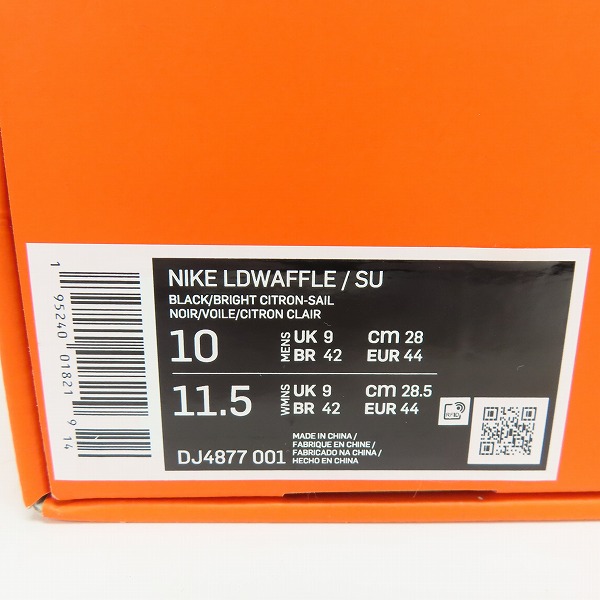 NIKE LDWAFFLE / SU
BLACK/BRIGHT CITRON-SAIL
NOIR/VOILE/CITRON CLAIR
10 MENS UK 9 cm 28
BR 42 EUR 44
11.5 WMNS UK 9 cm 28.5
BR 42 EUR 44
RFID
DJ4877 001
MADE IN CHINA /
FABRIQUE EN CHINE /
FABRICADO NA CHINA /
HECHO EN CHINA
1 95240 01821 9 14